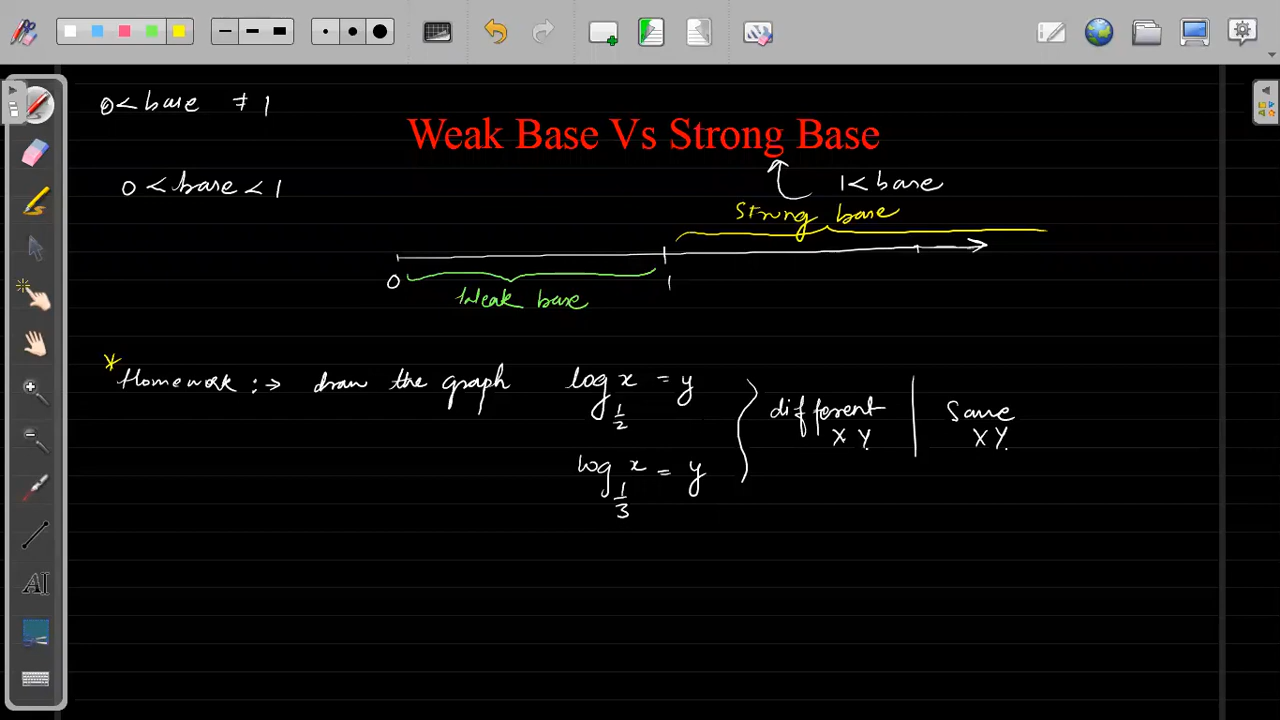 0 < base ≠ 1
Weak Base Vs Strong Base
0 < base < 1
1 < base
Strong base
0
1
Weak base
* Homework :→ draw the graph log_{1/2} x = y
different X Y | Same X Y
log_{1/3} x = y